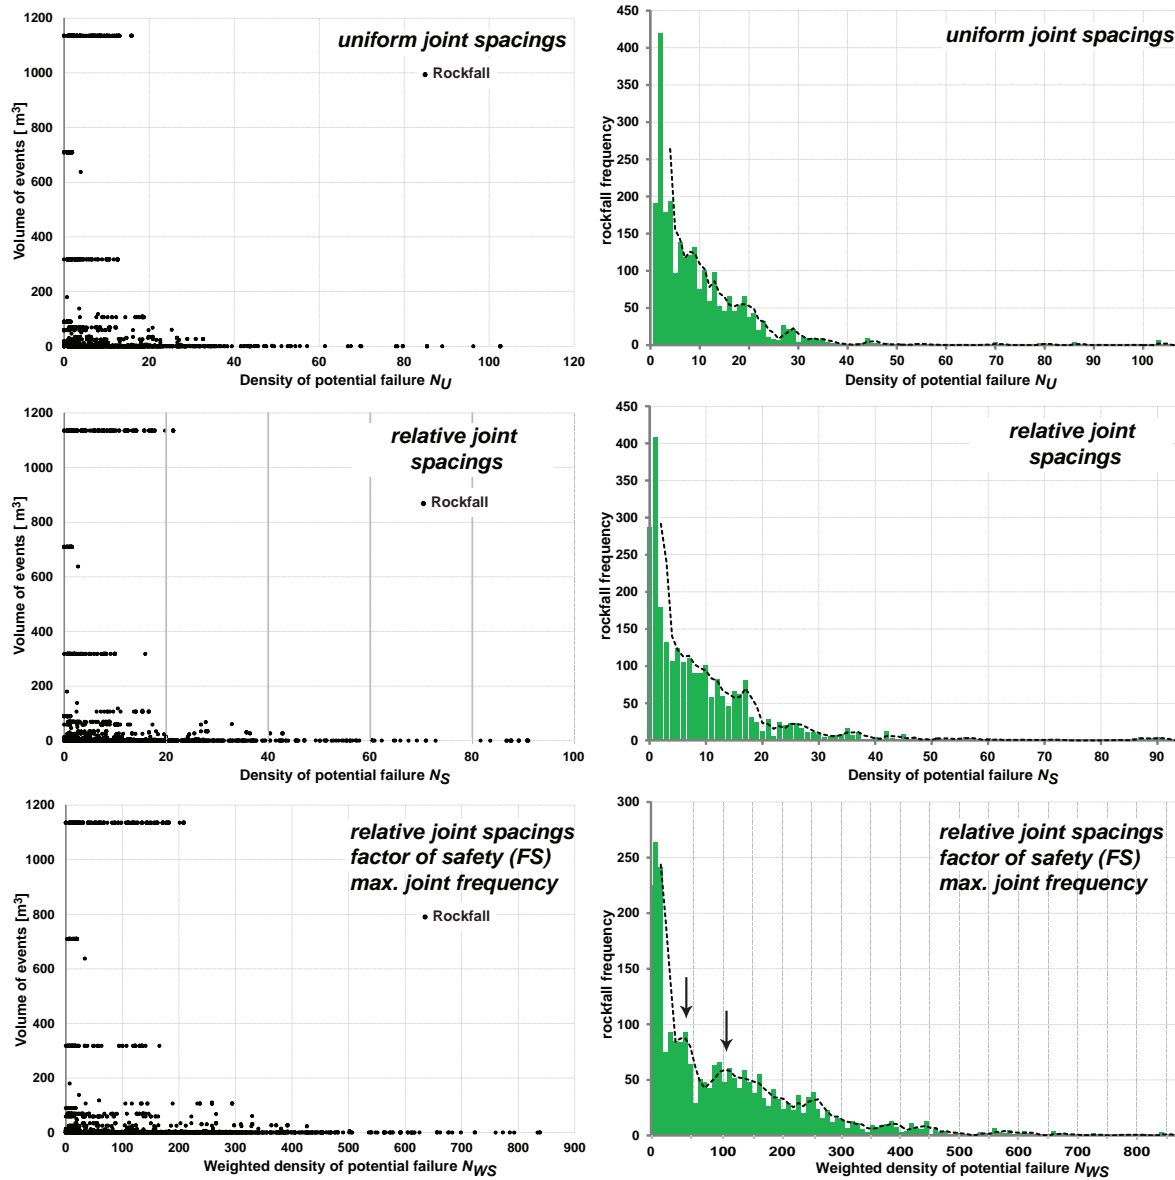 uniform joint spacings
Rockfall
Volume of events [ m³]
1200
1000
800
600
400
200
0
0 20 40 60 80 100 120
Density of potential failure NU
uniform joint spacings
rockfall frequency
450
400
350
300
250
200
150
100
50
0
0 10 20 30 40 50 60 70 80 90 100
Density of potential failure NU
relative joint
spacings
Rockfall
Volume of events [ m³]
1200
1000
800
600
400
200
0
0 20 40 60 80 100
Density of potential failure NS
relative joint
spacings
rockfall frequency
450
400
350
300
250
200
150
100
50
0
0 10 20 30 40 50 60 70 80 90
Density of potential failure NS
relative joint spacings
factor of safety (FS)
max. joint frequency
Rockfall
Volume of events [m³]
1200
1000
800
600
400
200
0
0 100 200 300 400 500 600 700 800 900
Weighted density of potential failure NWS
relative joint spacings
factor of safety (FS)
max. joint frequency
rockfall frequency
300
250
200
150
100
50
0
0 100 200 300 400 500 600 700 800
Weighted density of potential failure NWS